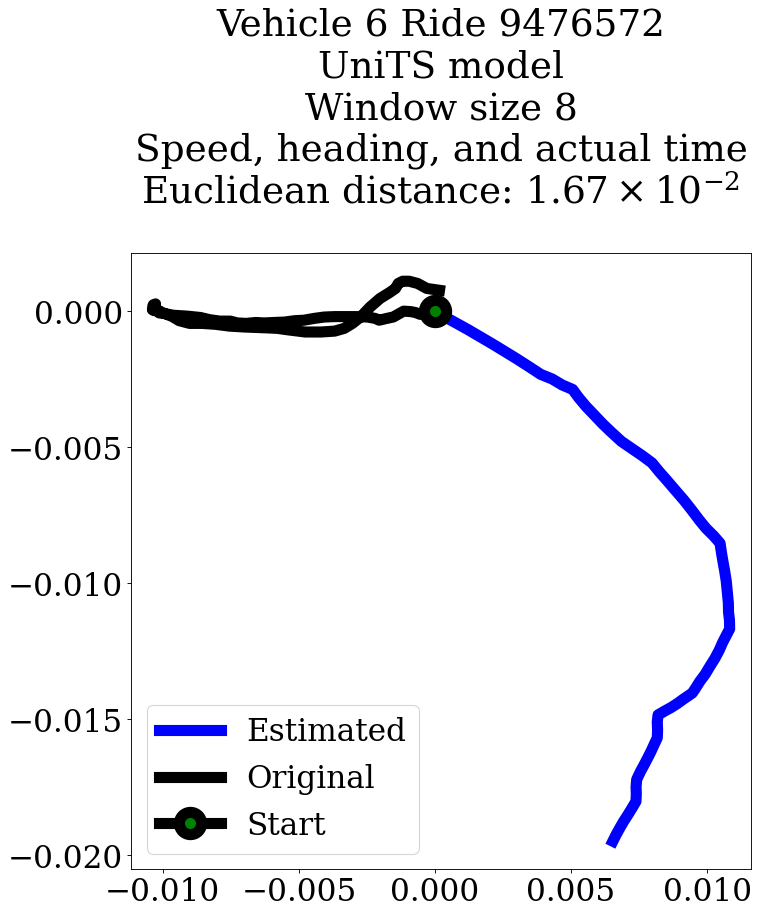 Vehicle 6 Ride 9476572
UniTS model
Window size 8
Speed, heading, and actual time
Euclidean distance: 1.67 × 10⁻²
0.000
−0.005
−0.010
−0.015
−0.020
Estimated
Original
Start
−0.010 −0.005 0.000 0.005 0.010